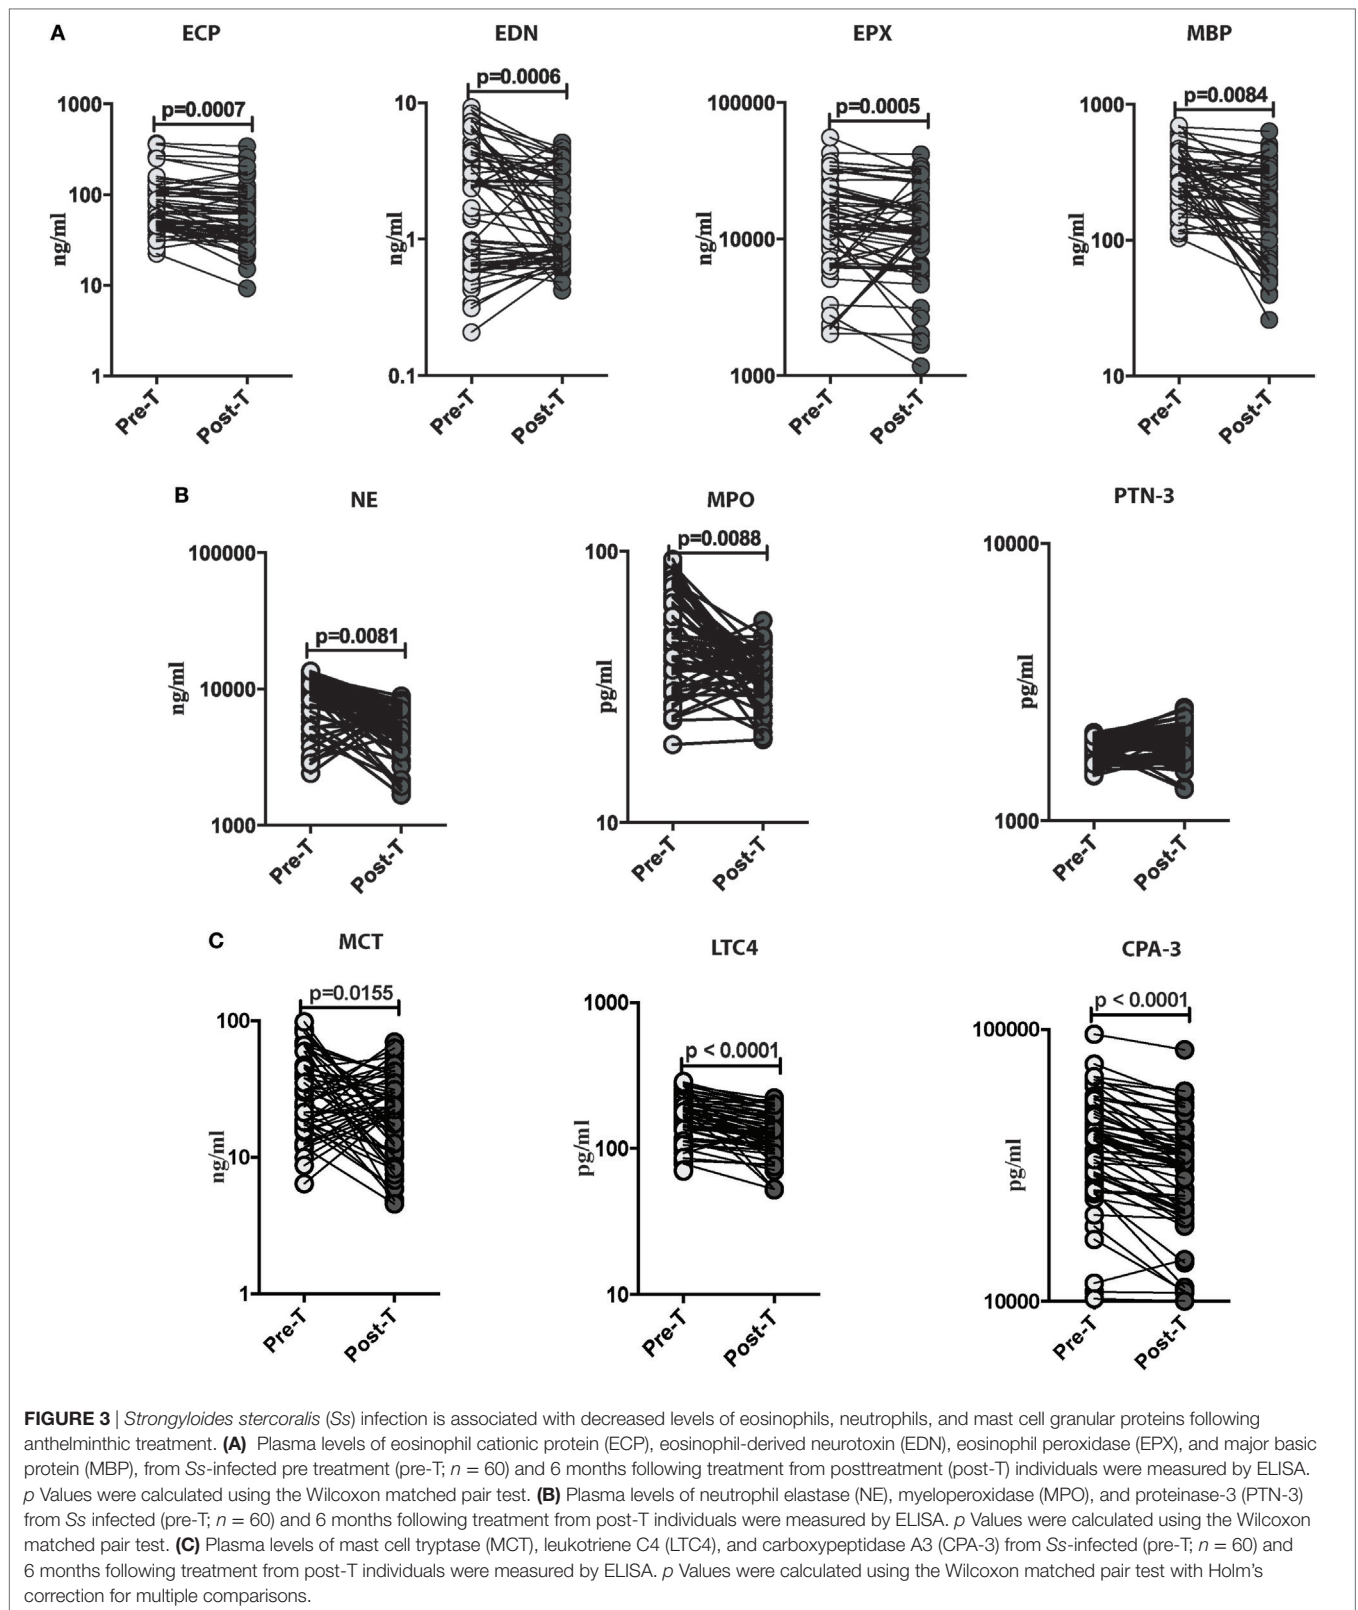 A
ECP
EDN
EPX
MBP
p=0.0007
p=0.0006
p=0.0005
p=0.0084
1000
100
10
1
ng/ml
Pre-T
Post-T
10
1
0.1
ng/ml
Pre-T
Post-T
100000
10000
1000
ng/ml
Pre-T
Post-T
1000
100
10
ng/ml
Pre-T
Post-T
B
NE
MPO
PTN-3
p=0.0081
p=0.0088
100000
10000
1000
ng/ml
Pre-T
Post-T
100
10
pg/ml
Pre-T
Post-T
10000
1000
pg/ml
Pre-T
Post-T
C
MCT
LTC4
CPA-3
p=0.0155
p < 0.0001
p < 0.0001
100
10
1
ng/ml
Pre-T
Post-T
1000
100
10
pg/ml
Pre-T
Post-T
100000
10000
pg/ml
Pre-T
Post-T
FIGURE 3 | Strongyloides stercoralis (Ss) infection is associated with decreased levels of eosinophils, neutrophils, and mast cell granular proteins following
anthelminthic treatment. (A) Plasma levels of eosinophil cationic protein (ECP), eosinophil-derived neurotoxin (EDN), eosinophil peroxidase (EPX), and major basic
protein (MBP), from Ss-infected pre treatment (pre-T; n = 60) and 6 months following treatment from posttreatment (post-T) individuals were measured by ELISA.
p Values were calculated using the Wilcoxon matched pair test. (B) Plasma levels of neutrophil elastase (NE), myeloperoxidase (MPO), and proteinase-3 (PTN-3)
from Ss infected (pre-T; n = 60) and 6 months following treatment from post-T individuals were measured by ELISA. p Values were calculated using the Wilcoxon
matched pair test. (C) Plasma levels of mast cell tryptase (MCT), leukotriene C4 (LTC4), and carboxypeptidase A3 (CPA-3) from Ss-infected (pre-T; n = 60) and
6 months following treatment from post-T individuals were measured by ELISA. p Values were calculated using the Wilcoxon matched pair test with Holm's
correction for multiple comparisons.